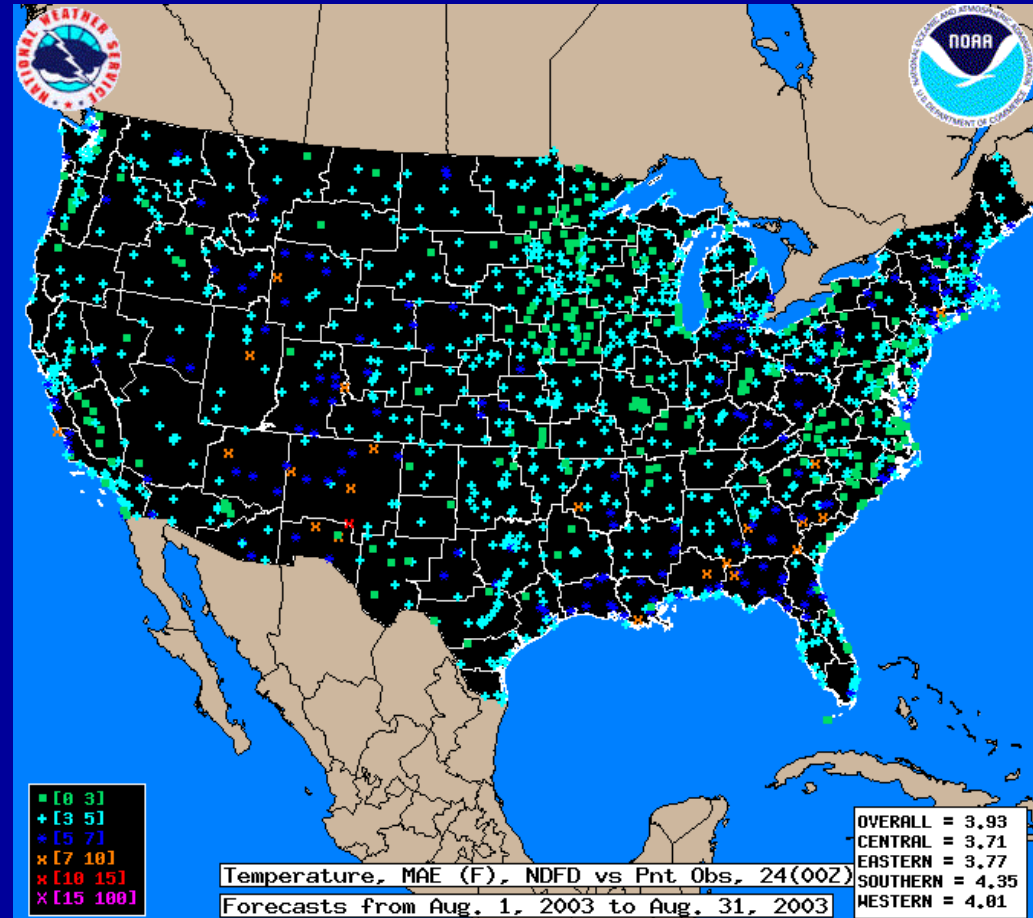 NATIONAL WEATHER SERVICE
NATIONAL OCEANIC AND ATMOSPHERIC ADMINISTRATION
NOAA
U.S. DEPARTMENT OF COMMERCE
[0 3]
[3 5]
[5 7]
[7 10]
[10 15]
[15 100]
Temperature, MAE (F), NDFD vs Pnt Obs, 24(00Z)
Forecasts from Aug. 1, 2003 to Aug. 31, 2003
OVERALL = 3.93
CENTRAL = 3.71
EASTERN = 3.77
SOUTHERN = 4.35
WESTERN = 4.01